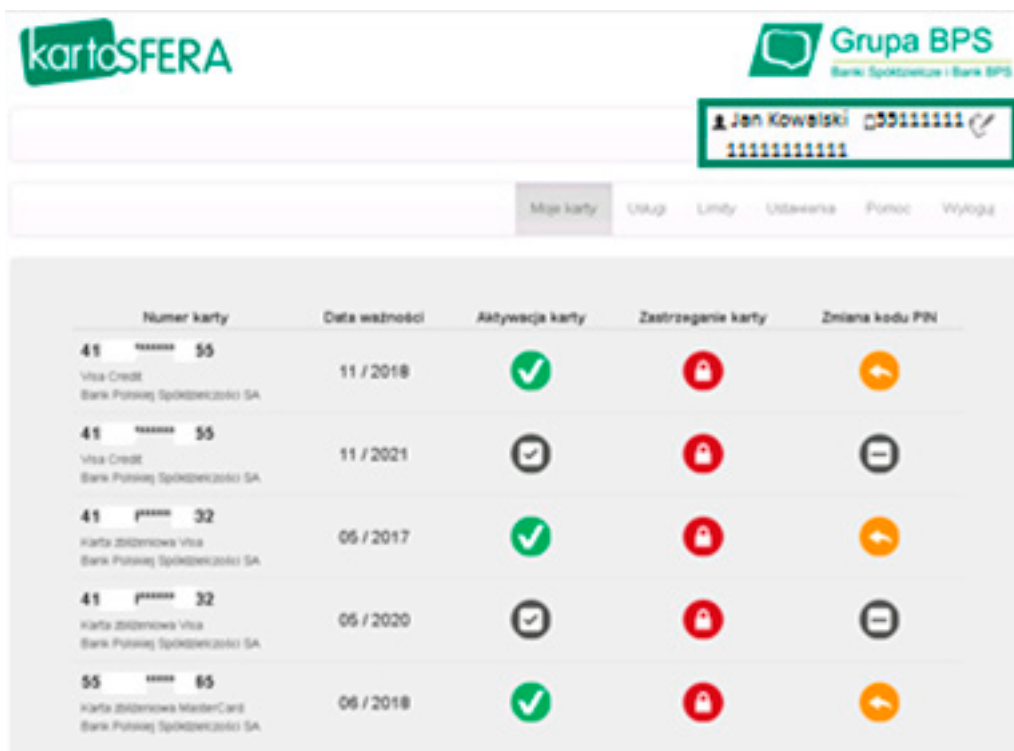 kartoSFERA
Grupa BPS
Banki Spółdzielcze i Bank BPS
Jan Kowalski 11111111
11111111111
Moje karty Usługi Limity Ustawienia Pomoc Wyloguj
Numer karty Data ważności Aktywacja karty Zastrzeganie karty Zmiana kodu PIN
41 ******* 55
Visa Credit
Bank Polskiej Spółdzielczości SA
11 / 2018
41 ******* 55
Visa Credit
Bank Polskiej Spółdzielczości SA
11 / 2021
41 ***** 32
Karta zbliżeniowa Visa
Bank Polskiej Spółdzielczości SA
05 / 2017
41 ***** 32
Karta zbliżeniowa Visa
Bank Polskiej Spółdzielczości SA
05 / 2020
55 ***** 65
Karta zbliżeniowa MasterCard
Bank Polskiej Spółdzielczości SA
06 / 2018